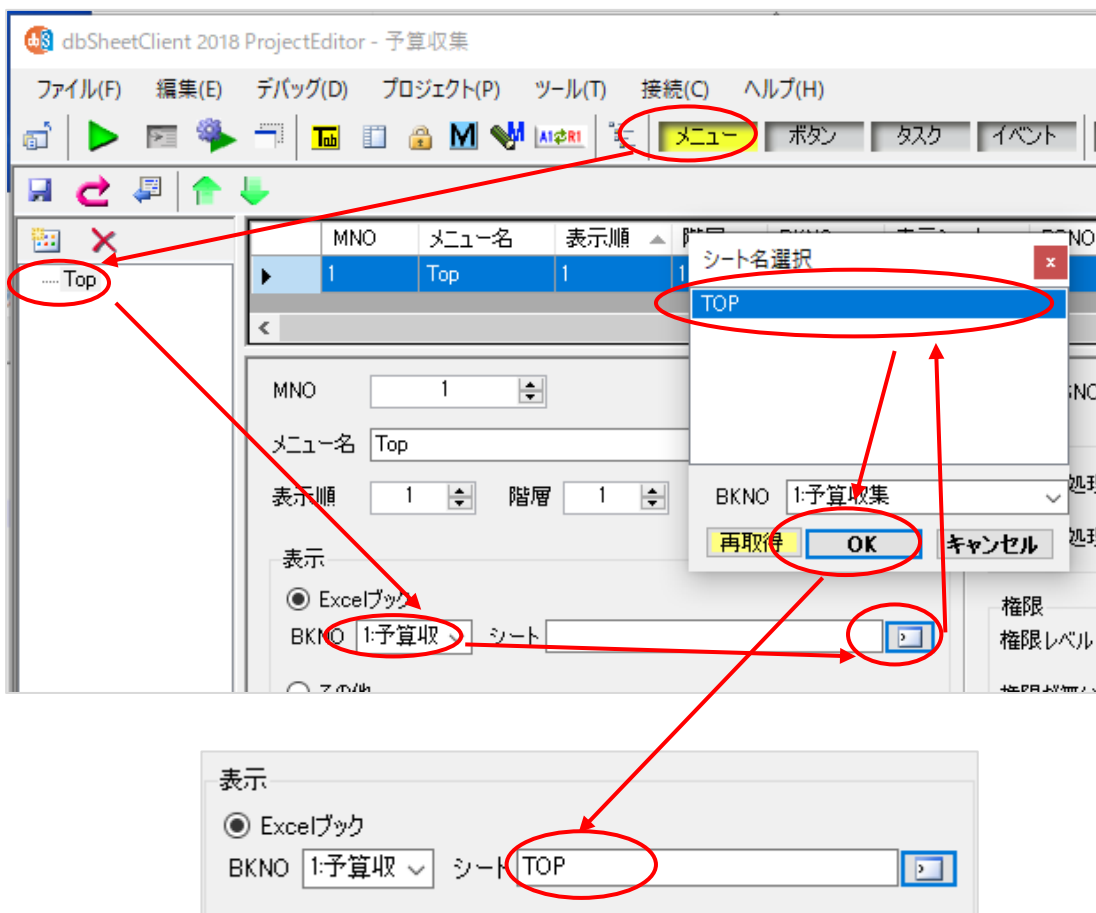 dbSheetClient 2018 ProjectEditor - 予算収集
ファイル(F) 編集(E) デバッグ(D) プロジェクト(P) ツール(T) 接続(C) ヘルプ(H)
Tab M M A1 R1 メニュー ボタン タスク イベント
MNO メニュー名 表示順
1 Top 1 1
Top
シート名選択
TOP
MNO 1
メニュー名 Top
表示順 1 階層 1
BKNO 1:予算収集
再取得 OK キャンセル
表示
Excelブック
BKNO 1:予算収 シート
権限
権限レベル
表示
Excelブック
BKNO 1:予算収 シート TOP